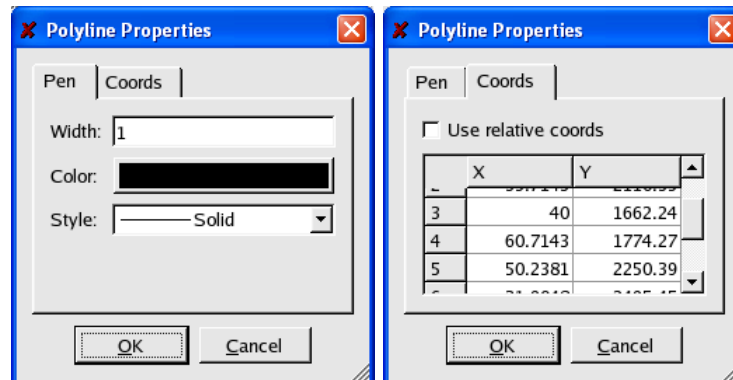 Polyline Properties
Pen Coords
Width: 1
Color:
Style: Solid
OK Cancel
Polyline Properties
Pen Coords
Use relative coords
X Y
3 40 1662.24
4 60.7143 1774.27
5 50.2381 2250.39
OK Cancel